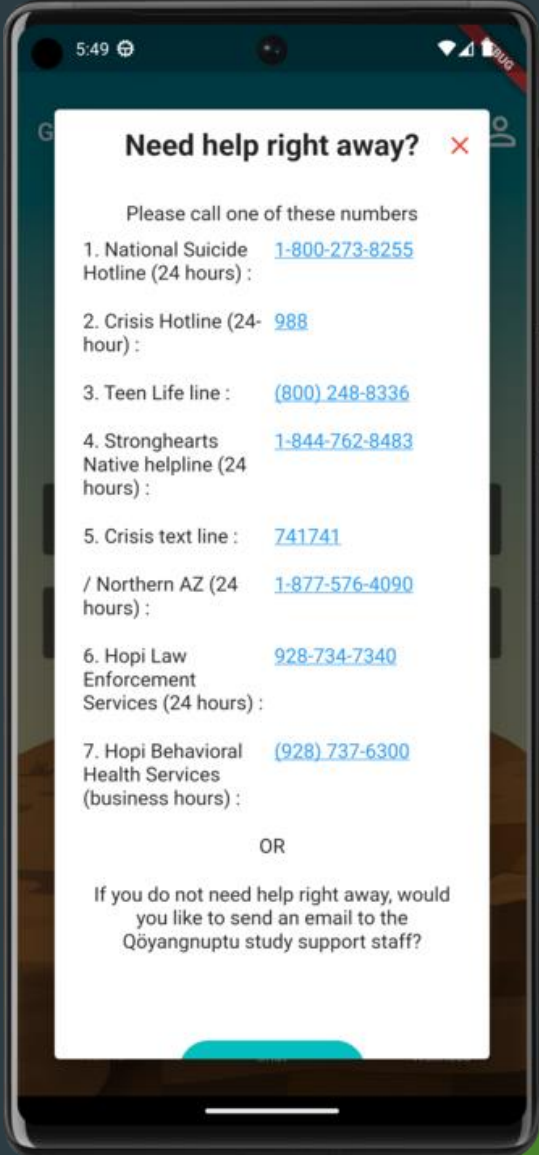 5:49
DEBUG
G
Need help right away?
Please call one of these numbers
1. National Suicide 1-800-273-8255
Hotline (24 hours) :
2. Crisis Hotline (24- 988
hour) :
3. Teen Life line : (800) 248-8336
4. Stronghearts 1-844-762-8483
Native helpline (24
hours) :
5. Crisis text line : 741741
/ Northern AZ (24 1-877-576-4090
hours) :
6. Hopi Law 928-734-7340
Enforcement
Services (24 hours) :
7. Hopi Behavioral (928) 737-6300
Health Services
(business hours) :
OR
If you do not need help right away, would
you like to send an email to the
Qöyangnuptu study support staff?